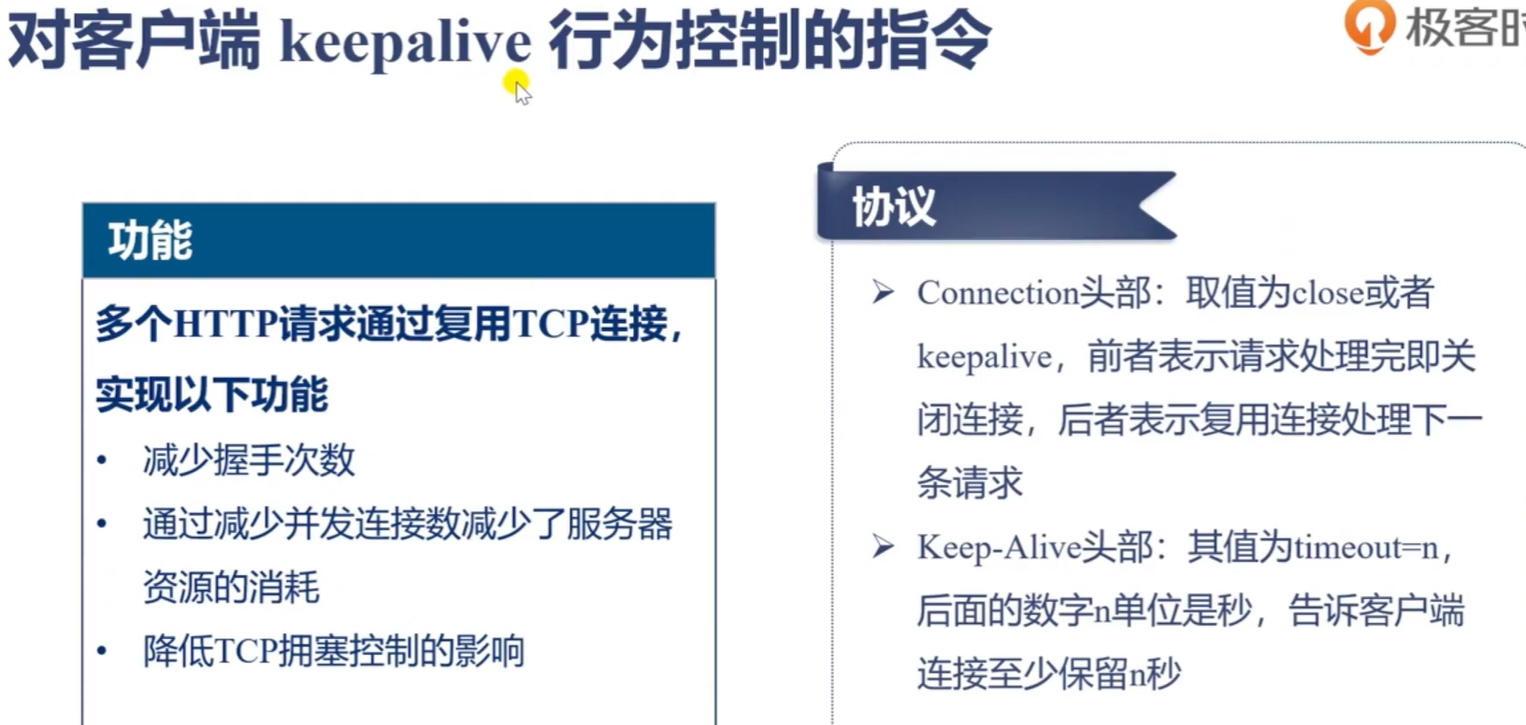 对客户端 keepalive 行为控制的指令
极客时
功能
多个HTTP请求通过复用TCP连接，
实现以下功能
• 减少握手次数
• 通过减少并发连接数减少了服务器
资源的消耗
• 降低TCP拥塞控制的影响
协议
➢ Connection头部：取值为close或者
keepalive，前者表示请求处理完即关
闭连接，后者表示复用连接处理下一
条请求
➢ Keep-Alive头部：其值为timeout=n，
后面的数字n单位是秒，告诉客户端
连接至少保留n秒